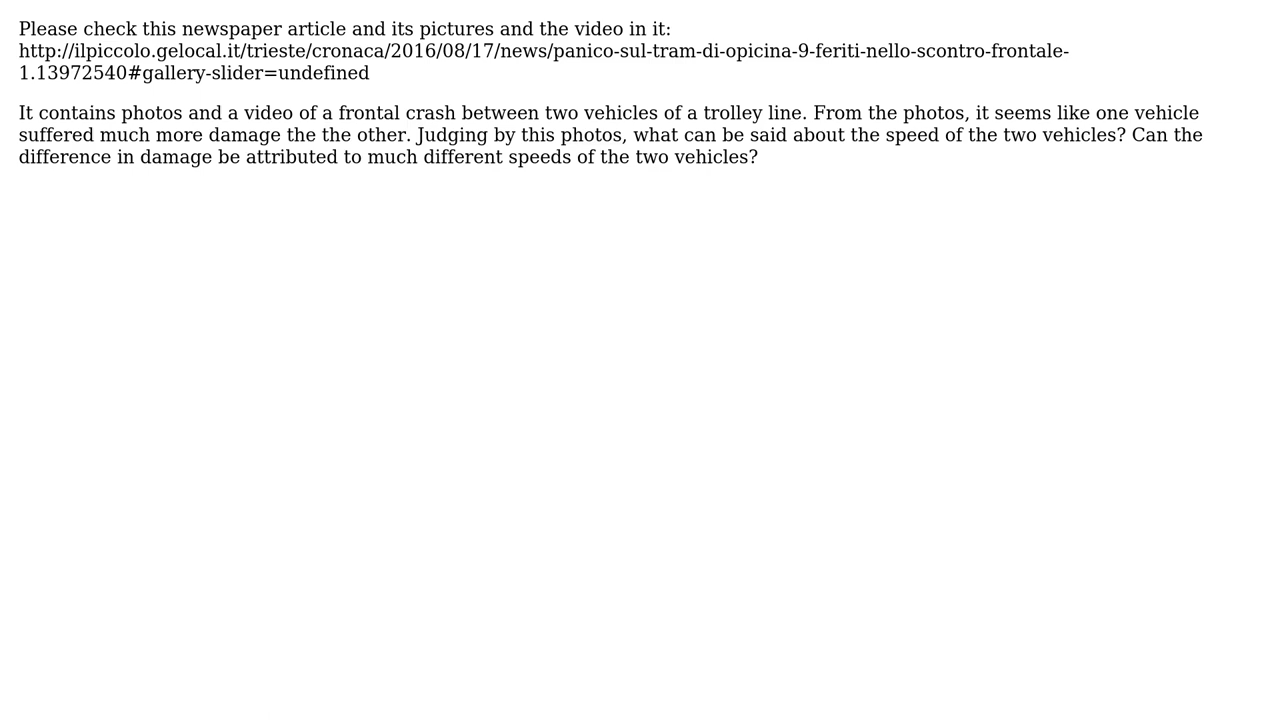 Please check this newspaper article and its pictures and the video in it:
http://ilpiccolo.gelocal.it/trieste/cronaca/2016/08/17/news/panico-sul-tram-di-opicina-9-feriti-nello-scontro-frontale-
1.13972540#gallery-slider=undefined
It contains photos and a video of a frontal crash between two vehicles of a trolley line. From the photos, it seems like one vehicle
suffered much more damage the the other. Judging by this photos, what can be said about the speed of the two vehicles? Can the
difference in damage be attributed to much different speeds of the two vehicles?